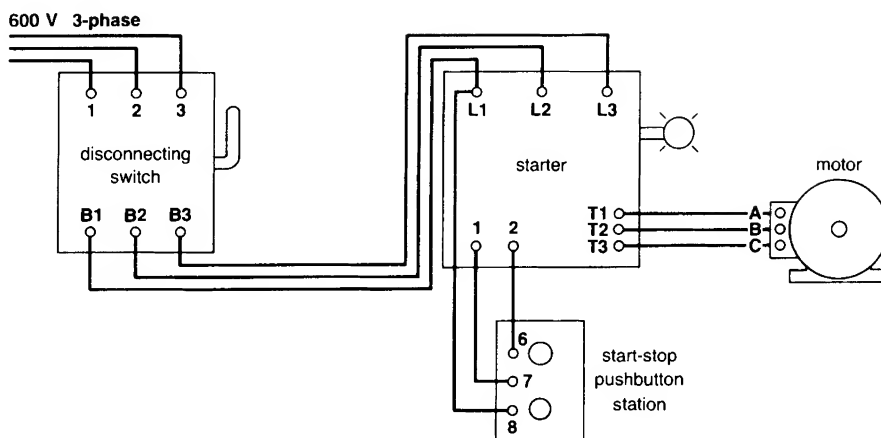 600 V 3-phase
1 2 3
disconnecting
switch
B1 B2 B3
L1 L2 L3
starter
T1
T2
T3
1 2
A
B
C
motor
6
7
8
start-stop
pushbutton
station